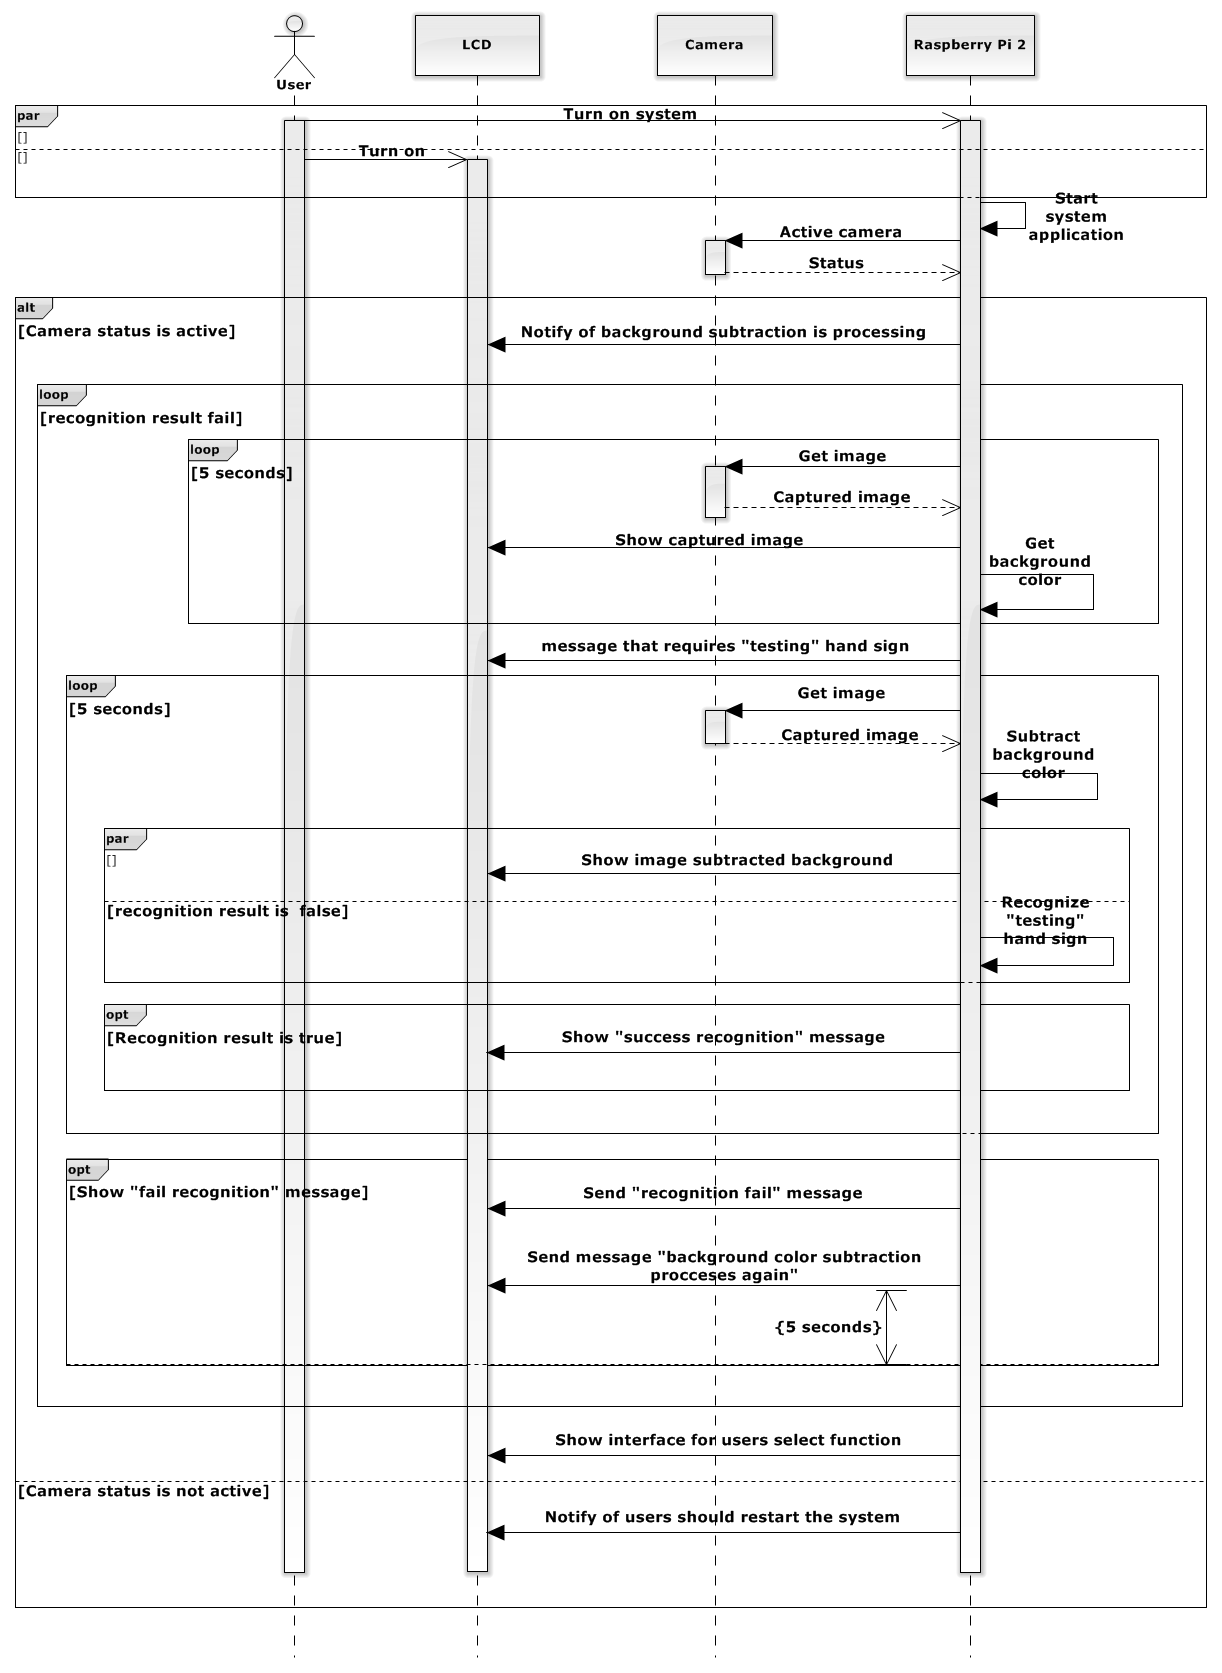 User
LCD
Camera
Raspberry Pi 2
par
[]
Turn on system
[]
Turn on
Start
system
application
Active camera
Status
alt
[Camera status is active]
Notify of background subtraction is processing
loop
[recognition result fail]
loop
[5 seconds]
Get image
Captured image
Show captured image
Get
background
color
message that requires "testing" hand sign
loop
[5 seconds]
Get image
Captured image
Subtract
background
color
par
[]
Show image subtracted background
[recognition result is  false]
Recognize
"testing"
hand sign
opt
[Recognition result is true]
Show "success recognition" message
opt
[Show "fail recognition" message]
Send "recognition fail" message
Send message "background color subtraction
procceses again"
{5 seconds}
Show interface for users select function
[Camera status is not active]
Notify of users should restart the system